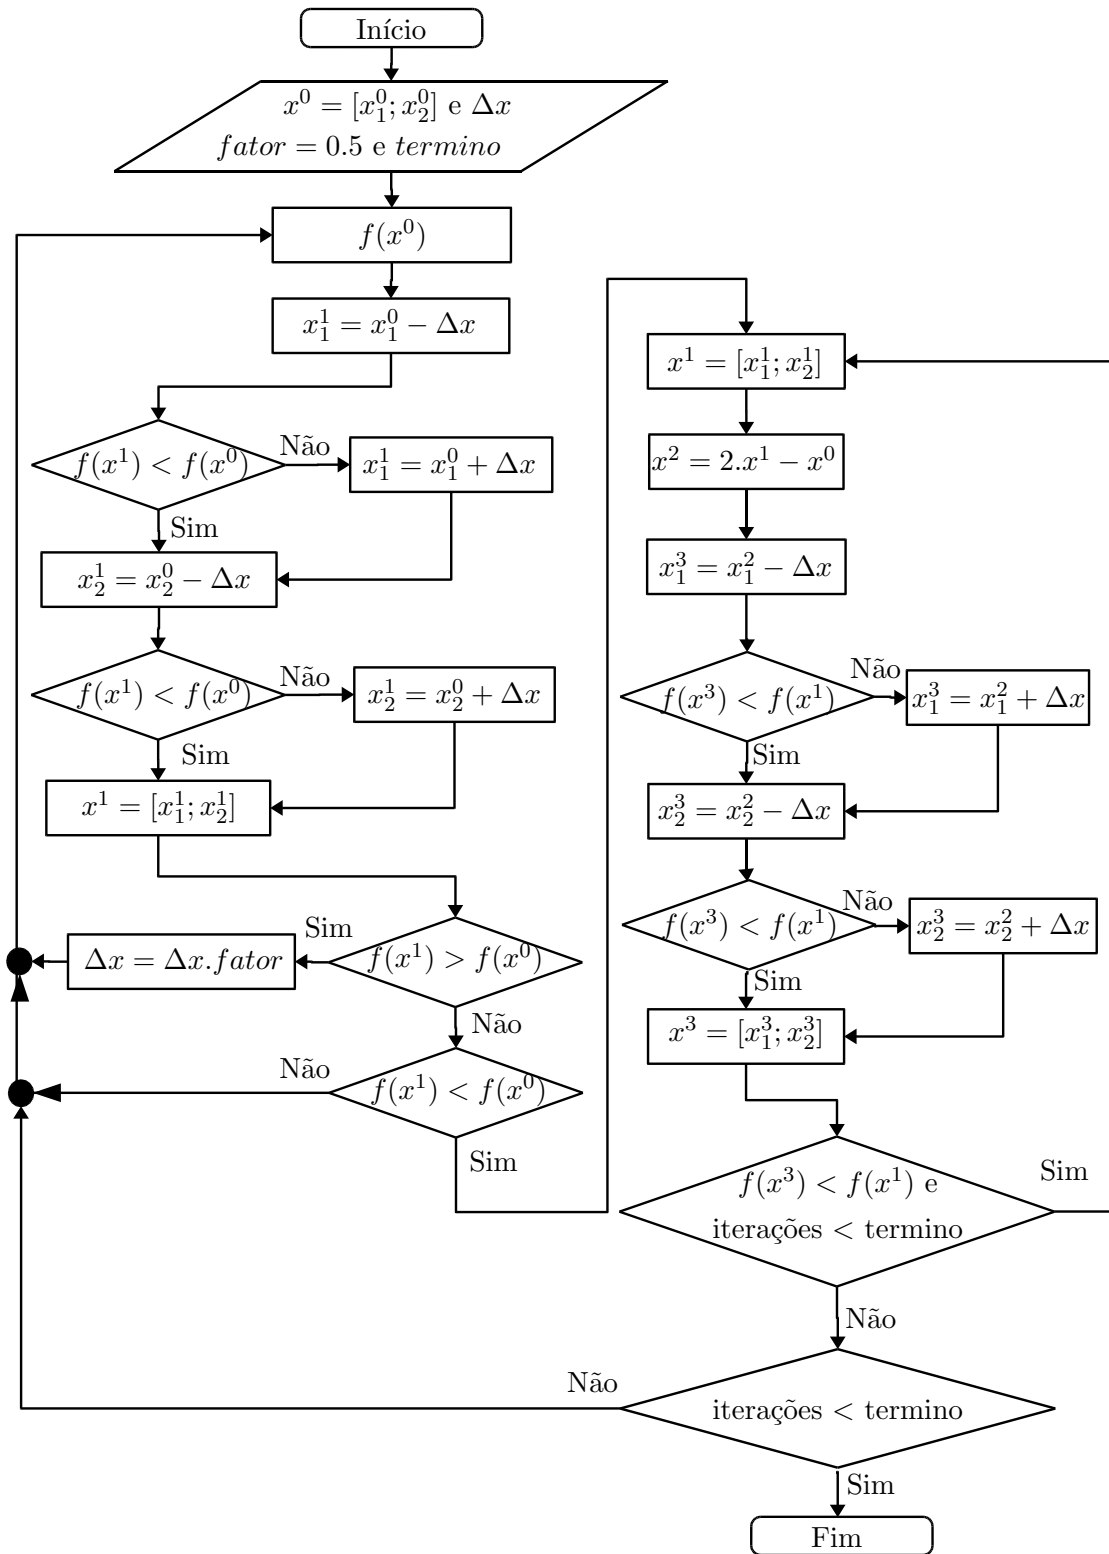 Início
x^0 = [x_1^0; x_2^0] e Δx
fator = 0.5 e termino
f(x^0)
x_1^1 = x_1^0 − Δx
f(x^1) < f(x^0)
Não
x_1^1 = x_1^0 + Δx
Sim
x_2^1 = x_2^0 − Δx
f(x^1) < f(x^0)
Não
x_2^1 = x_2^0 + Δx
Sim
x^1 = [x_1^1; x_2^1]
f(x^1) > f(x^0)
Sim
Δx = Δx.fator
Não
f(x^1) < f(x^0)
Não
Sim
x^1 = [x_1^1; x_2^1]
x^2 = 2.x^1 − x^0
x_1^3 = x_1^2 − Δx
f(x^3) < f(x^1)
Não
x_1^3 = x_1^2 + Δx
Sim
x_2^3 = x_2^2 − Δx
f(x^3) < f(x^1)
Não
x_2^3 = x_2^2 + Δx
Sim
x^3 = [x_1^3; x_2^3]
f(x^3) < f(x^1) e
iterações < termino
Sim
Não
iterações < termino
Não
Sim
Fim